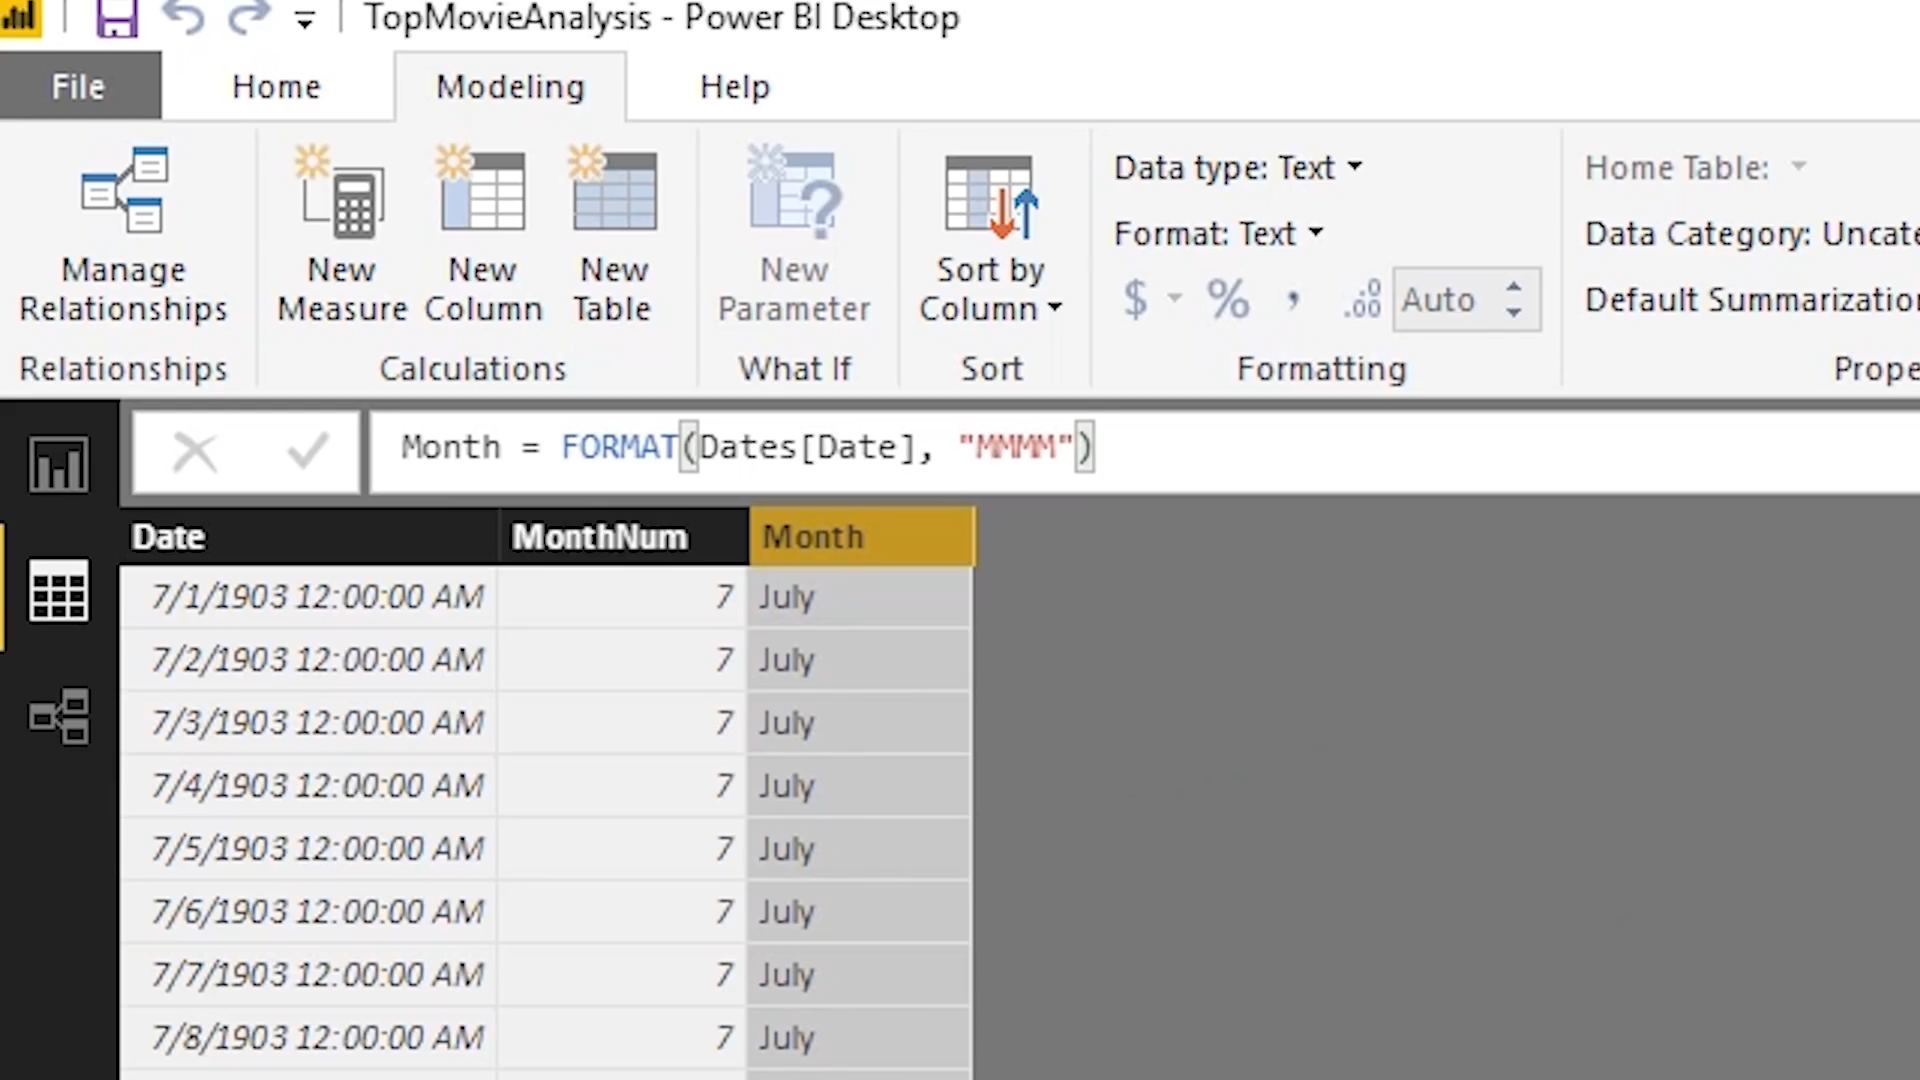 TopMovieAnalysis - Power BI Desktop
File Home Modeling Help
Manage Relationships
New Measure
New Column
New Table
New Parameter
Sort by Column
Data type: Text
Format: Text
$ % , .00 Auto
Home Table:
Data Category: Uncate
Default Summarization
Relationships Calculations What If Sort Formatting Prope
Month = FORMAT(Dates[Date], "MMMM")
Date MonthNum Month
7/1/1903 12:00:00 AM 7 July
7/2/1903 12:00:00 AM 7 July
7/3/1903 12:00:00 AM 7 July
7/4/1903 12:00:00 AM 7 July
7/5/1903 12:00:00 AM 7 July
7/6/1903 12:00:00 AM 7 July
7/7/1903 12:00:00 AM 7 July
7/8/1903 12:00:00 AM 7 July